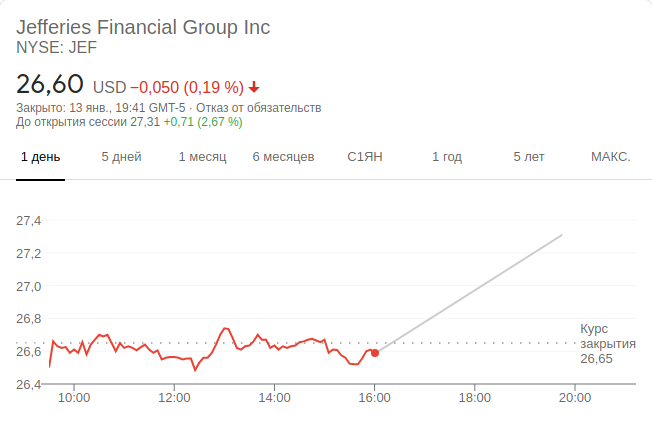 Jefferies Financial Group Inc
NYSE: JEF
26,60 USD −0,050 (0,19 %)
Закрыто: 13 янв., 19:41 GMT-5 · Отказ от обязательств
До открытия сессии 27,31 +0,71 (2,67 %)
1 день 5 дней 1 месяц 6 месяцев С1ЯН 1 год 5 лет МАКС.
27,4
27,2
27,0
26,8
26,6
26,4
Курс
закрытия
26,65
10:00 12:00 14:00 16:00 18:00 20:00